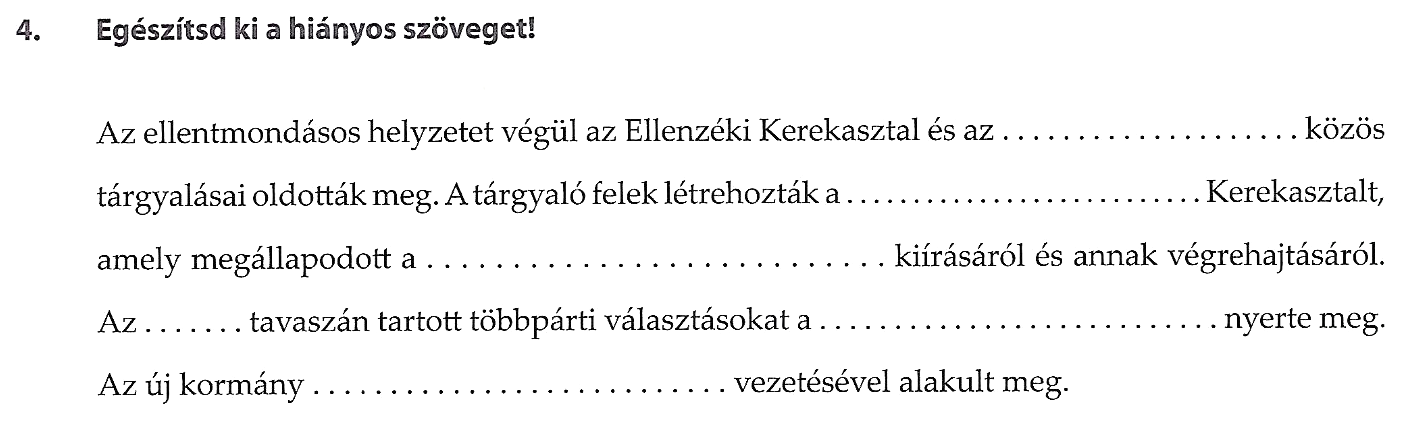 4. Egészítsd ki a hiányos szöveget!
Az ellentmondásos helyzetet végül az Ellenzéki Kerekasztal és az . . . . . . . . . . . . . . . . . . . közös
tárgyalásai oldották meg. A tárgyaló felek létrehozták a . . . . . . . . . . . . . . . . . . . . . . . . . . Kerekasztalt,
amely megállapodott a . . . . . . . . . . . . . . . . . . . . . . . . . . . kiírásáról és annak végrehajtásáról.
Az . . . . . . . tavaszán tartott többpárti választásokat a . . . . . . . . . . . . . . . . . . . . . . . . . nyerte meg.
Az új kormány . . . . . . . . . . . . . . . . . . . . . . . . . . . vezetésével alakult meg.